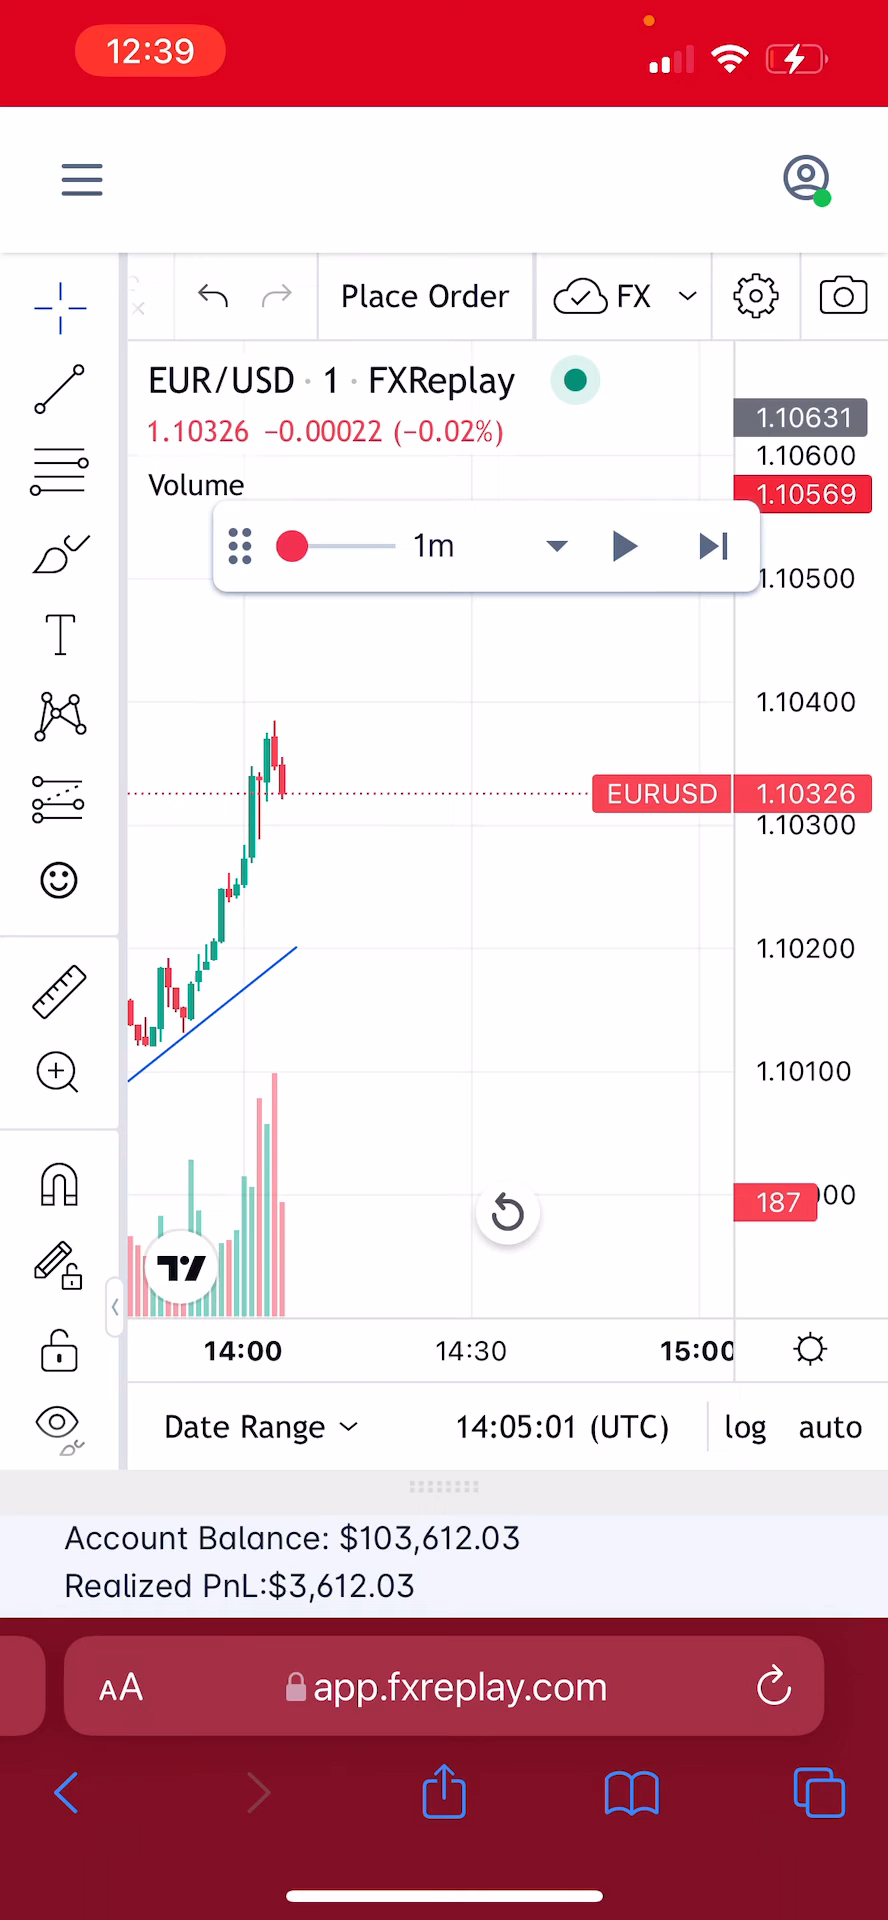 12:39
Place Order
FX
EUR/USD · 1 · FXReplay
1.10326 −0.00022 (−0.02%)
Volume
1m
1.10631
1.10600
1.10569
1.10500
1.10400
EURUSD 1.10326
1.10300
1.10200
1.10100
187
00
14:00 14:30 15:00
Date Range 14:05:01 (UTC) log auto
Account Balance: $103,612.03
Realized PnL:$3,612.03
AA app.fxreplay.com